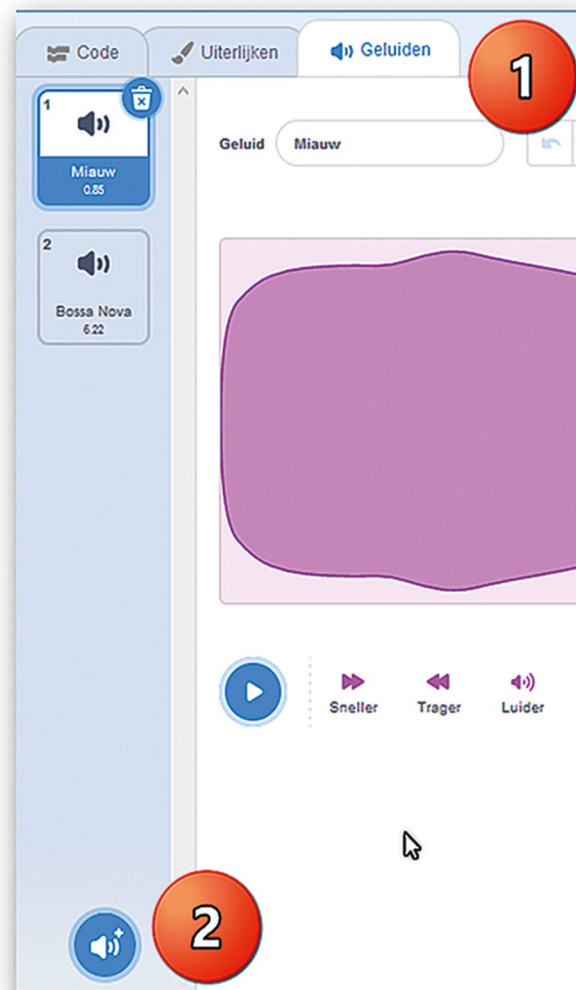 Code
Uiterlijken
Geluiden
1
1
Miauw
0.85
Geluid
Miauw
2
Bossa Nova
6.22
Sneller
Trager
Luider
2